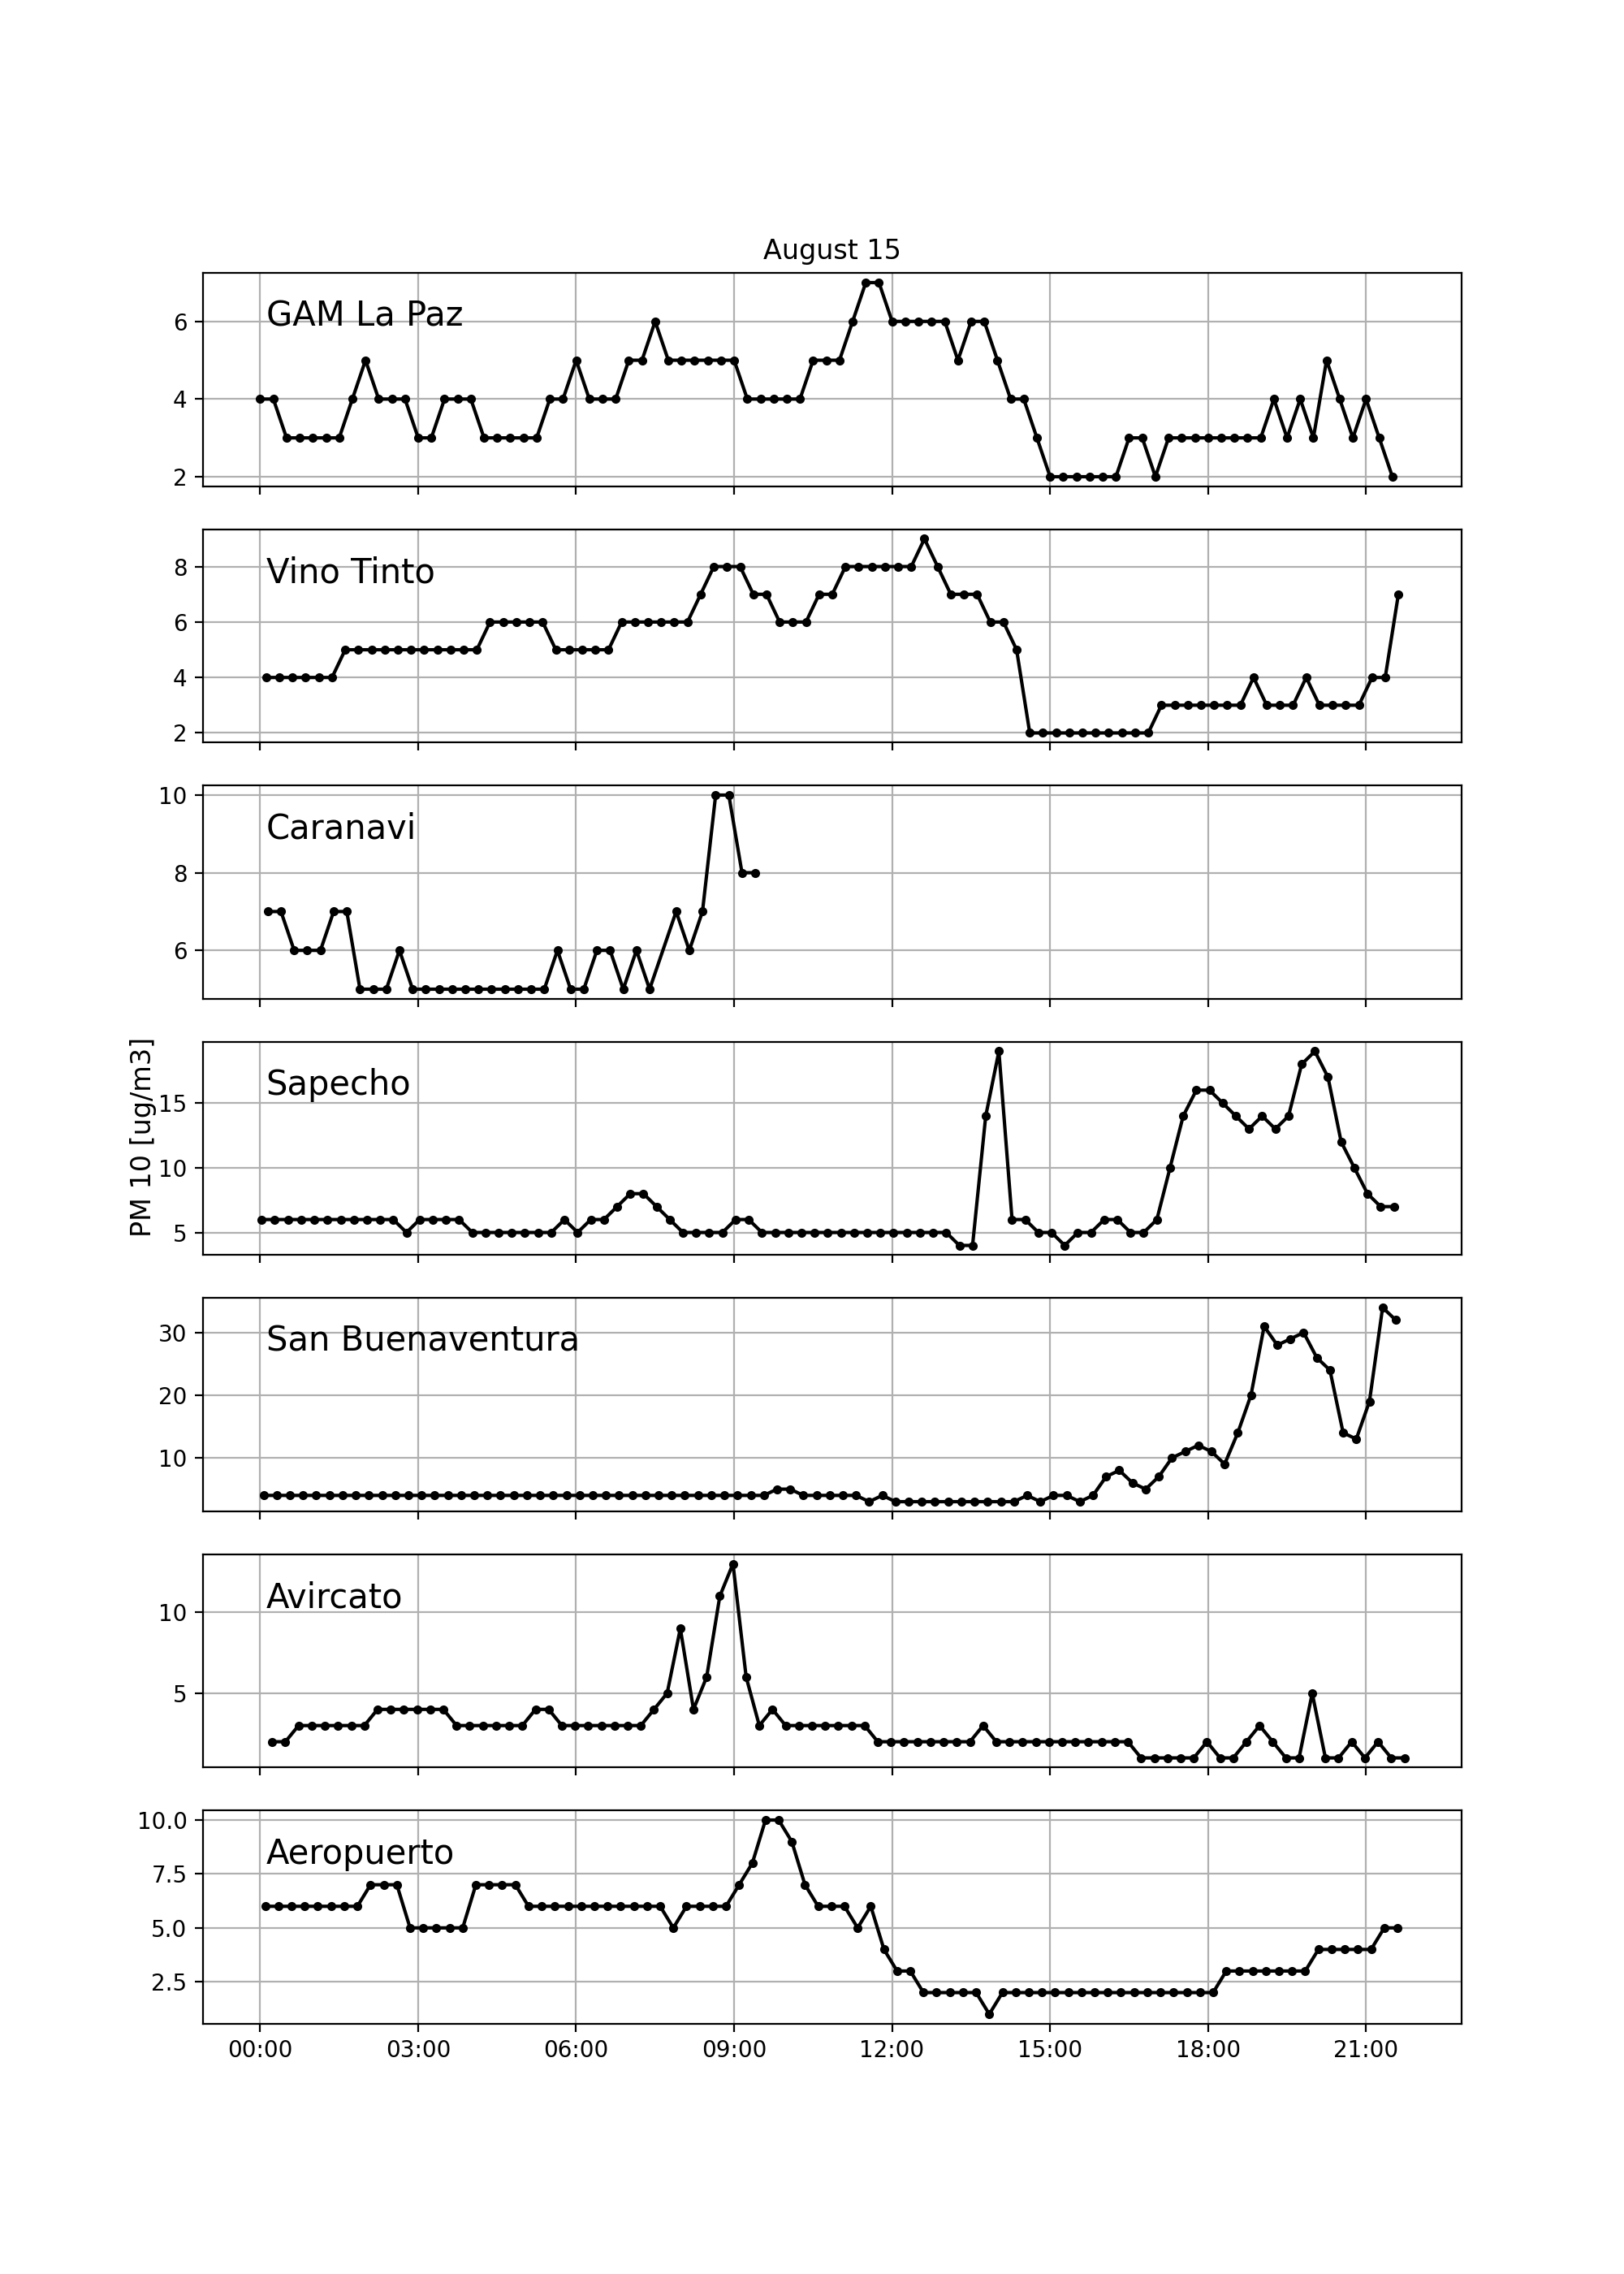 August 15
GAM La Paz
6
4
2
Vino Tinto
8
6
4
2
Caranavi
10
8
6
PM 10 [ug/m3]
Sapecho
15
10
5
San Buenaventura
30
20
10
Avircato
10
5
Aeropuerto
10.0
7.5
5.0
2.5
00:00 03:00 06:00 09:00 12:00 15:00 18:00 21:00